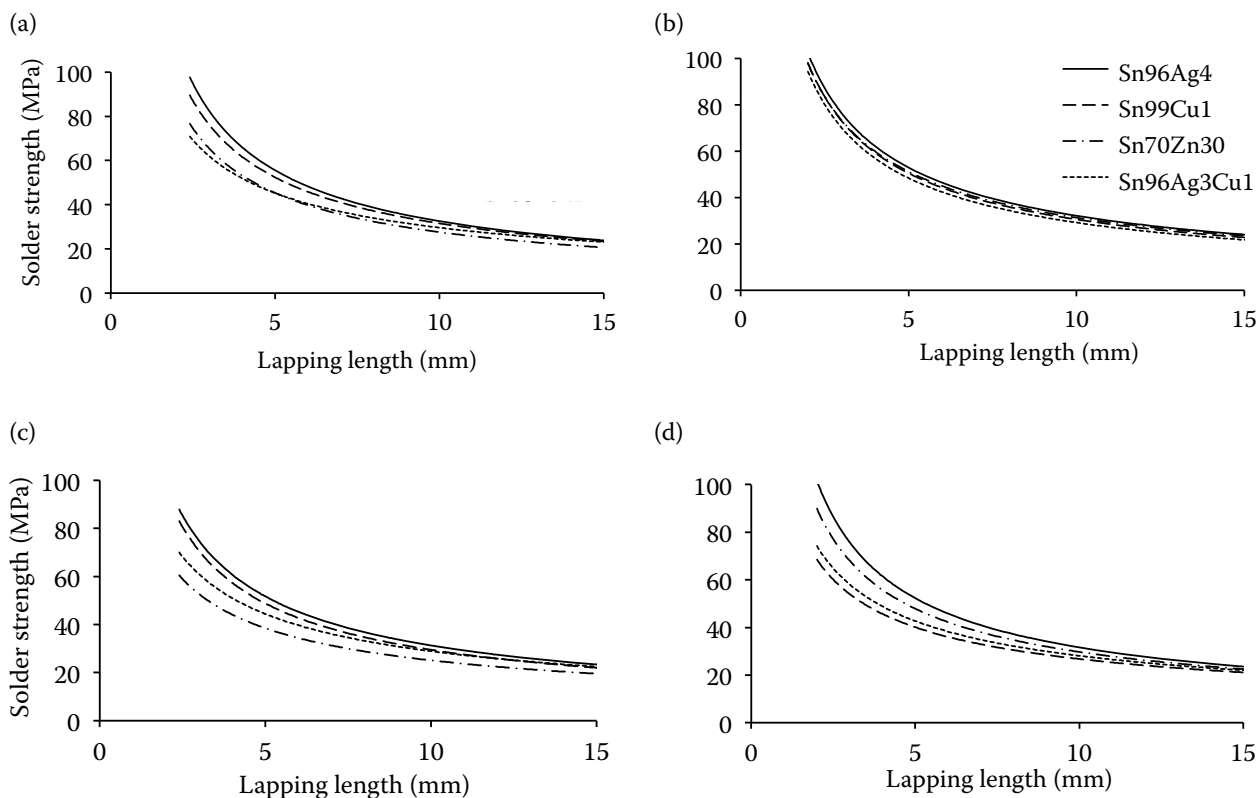 (a)
100
80
60
40
20
0
Solder strength (MPa)
0 5 10 15
Lapping length (mm)
(b)
100
80
60
40
20
0
0 5 10 15
Lapping length (mm)
Sn96Ag4
Sn99Cu1
Sn70Zn30
Sn96Ag3Cu1
(c)
100
80
60
40
20
0
Solder strength (MPa)
0 5 10 15
Lapping length (mm)
(d)
100
80
60
40
20
0
0 5 10 15
Lapping length (mm)